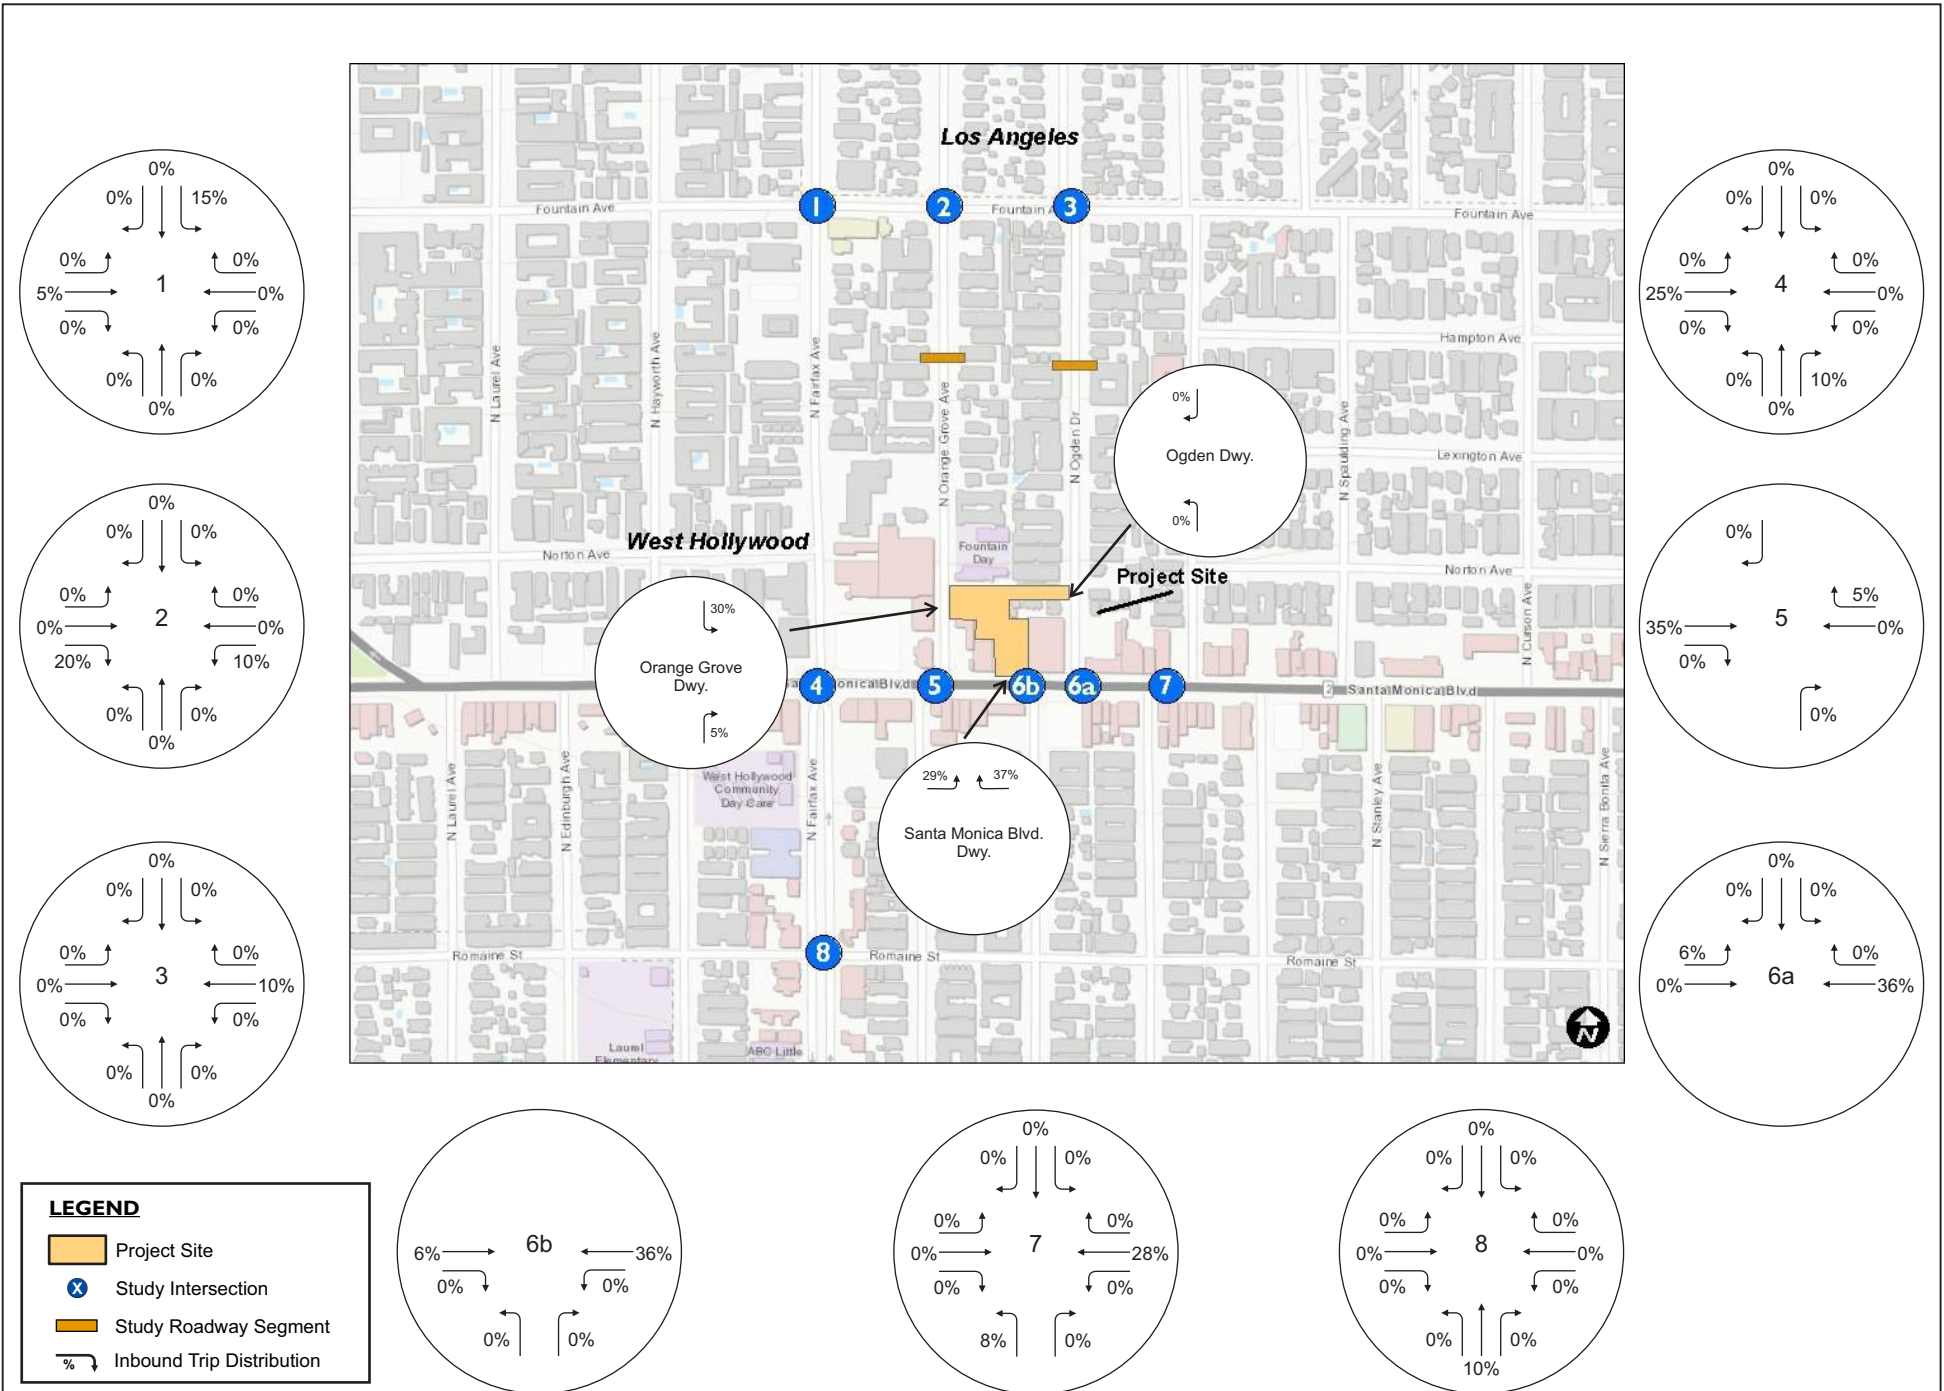 Los Angeles
1
2
3
Fountain Ave
Fountain A
Fountain Ave
0%
0%
15%
0%
0%
5%
1
0%
0%
0%
0%
0%
0%
0%
0%
0%
0%
0%
25%
4
0%
0%
0%
0%
10%
0%
Hampton Ave
N Laurel Ave
N Hayworth Ave
N Fairfax Ave
N Orange Grove Ave
N Ogden Dr
N Spaulding Ave
Lexington Ave
0%
Ogden Dwy.
0%
0%
0%
0%
0%
0%
0%
2
0%
20%
10%
0%
0%
0%
0%
5%
35%
5
0%
0%
0%
West Hollywood
Norton Ave
Fountain
Day
Norton Ave
Project Site
N Curson Ave
30%
Orange Grove
Dwy.
5%
4
onica Blvd
5
6b
6a
7
2
Santa Monica Blvd
29%
37%
Santa Monica Blvd.
Dwy.
West Hollywood
Community
Day Care
N Laurel Ave
N Edinburgh Ave
N Fairfax Ave
N Stanley Ave
N Sierra Bonita Ave
0%
0%
0%
0%
0%
0%
3
10%
0%
0%
0%
0%
0%
0%
0%
0%
6%
0%
0%
6a
36%
8
Romaine St
Romaine St
Romaine St
Laurel
Elementary
ABC Little
N
6%
6b
36%
0%
0%
0%
0%
0%
0%
0%
0%
0%
0%
7
28%
0%
0%
8%
0%
0%
0%
0%
0%
0%
0%
8
0%
0%
0%
0%
0%
10%
LEGEND
Project Site
X Study Intersection
Study Roadway Segment
% Inbound Trip Distribution